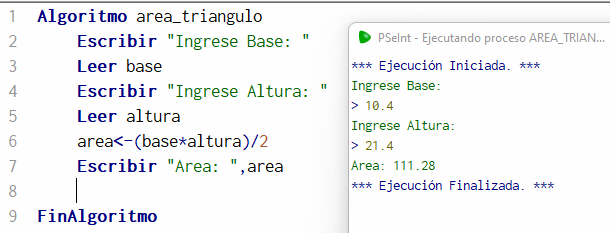 1 Algoritmo area_triangulo
2 Escribir "Ingrese Base: "
3 Leer base
4 Escribir "Ingrese Altura: "
5 Leer altura
6 area<-(base*altura)/2
7 Escribir "Area: ",area
8
9 FinAlgoritmo
PSeInt - Ejecutando proceso AREA_TRIAN...
*** Ejecución Iniciada. ***
Ingrese Base:
> 10.4
Ingrese Altura:
> 21.4
Area: 111.28
*** Ejecución Finalizada. ***